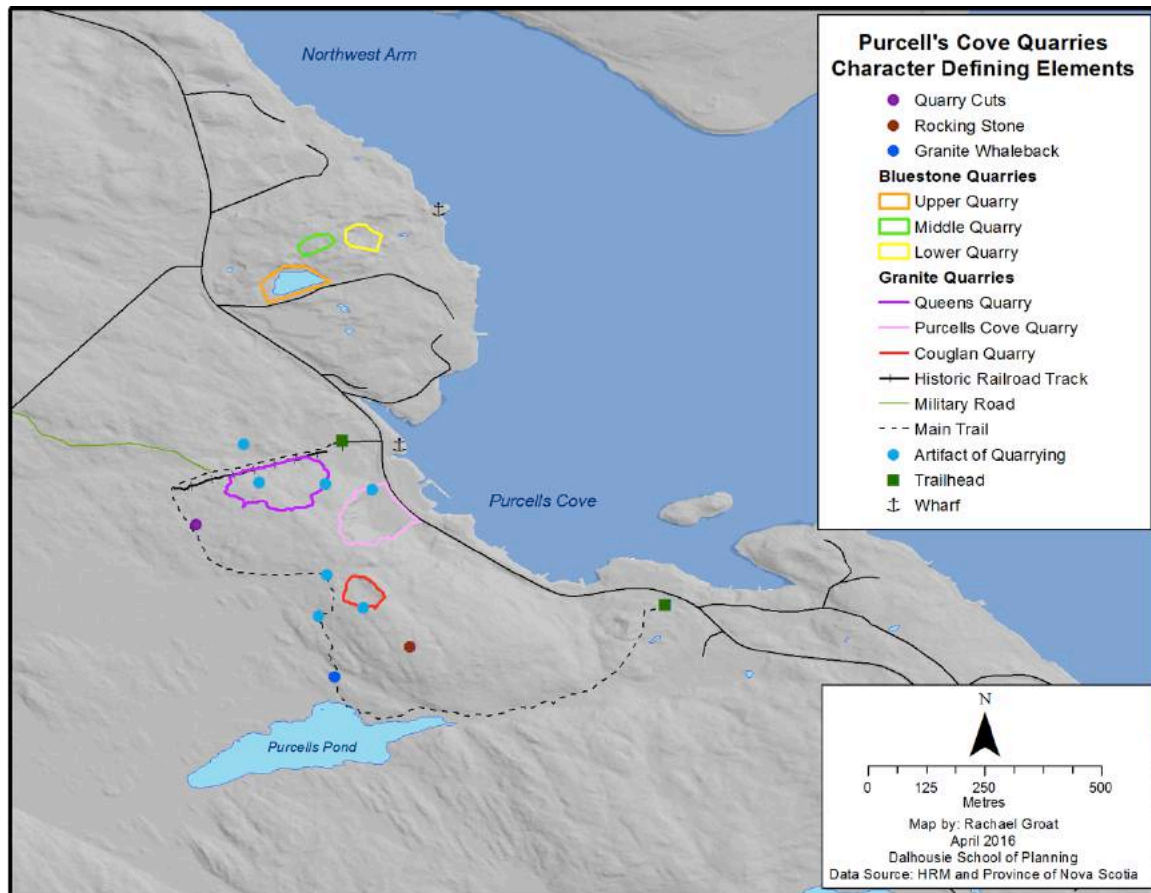 Northwest Arm
Purcells Cove
Purcells Pond
Purcell's Cove Quarries
Character Defining Elements
Quarry Cuts
Rocking Stone
Granite Whaleback
Bluestone Quarries
Upper Quarry
Middle Quarry
Lower Quarry
Granite Quarries
Queens Quarry
Purcells Cove Quarry
Couglan Quarry
Historic Railroad Track
Military Road
Main Trail
Artifact of Quarrying
Trailhead
Wharf
N
0 125 250 500
Metres
Map by: Rachael Groat
April 2016
Dalhousie School of Planning
Data Source: HRM and Province of Nova Scotia